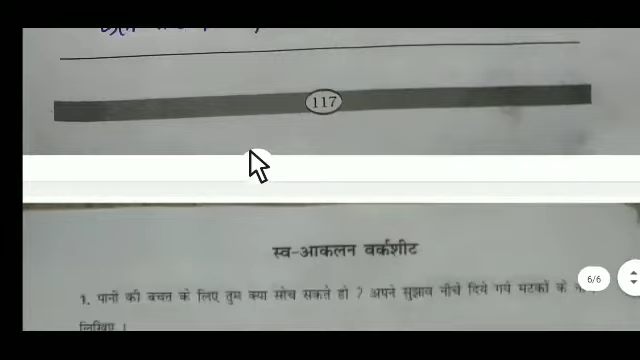 117
स्व-आकलन वर्कशीट
6/6
1. पानी की बचत के लिए तुम क्या सोच सकते हो ? अपने सुझाव नीचे दिये गये मटकों के
लिखिए ।